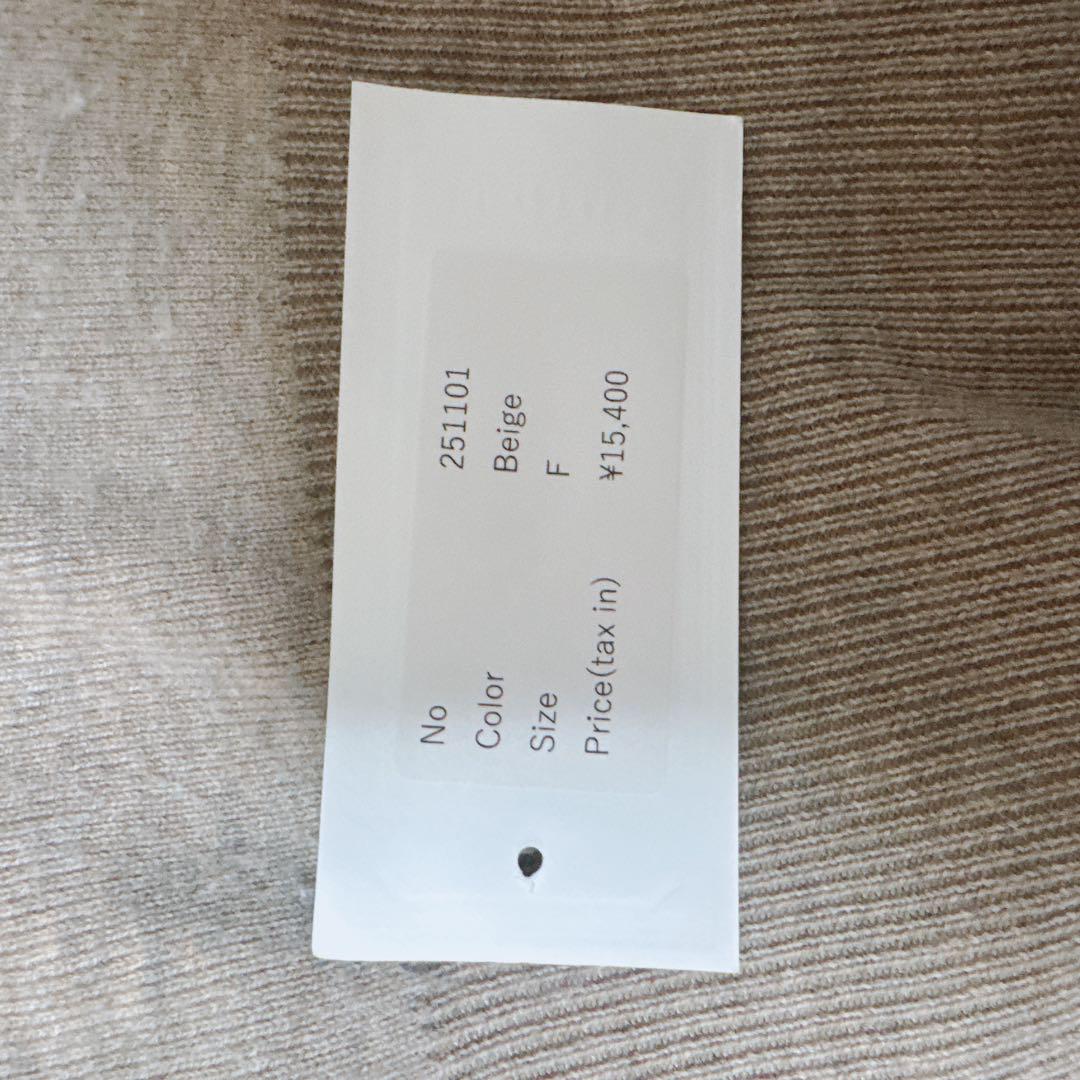 No 251101
Color Beige
Size F
Price(tax in) ¥15,400